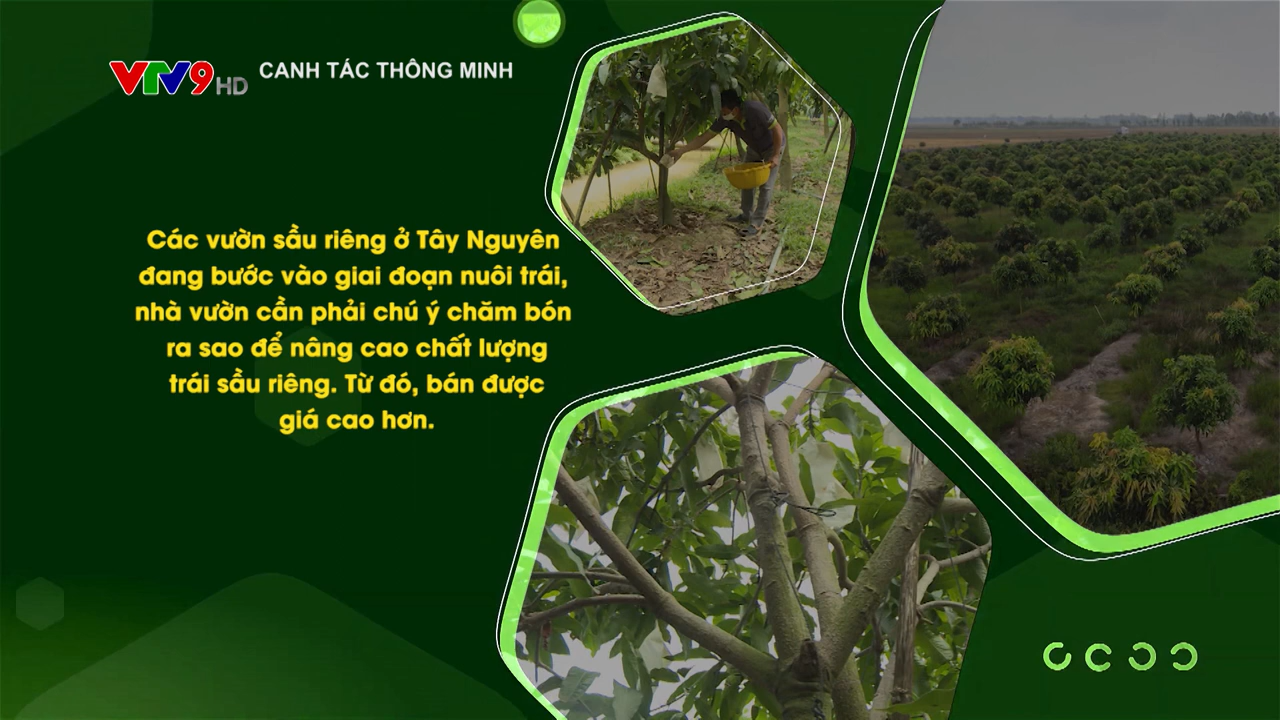 VTV9 HD
CANH TÁC THÔNG MINH
Các vườn sầu riêng ở Tây Nguyên
đang bước vào giai đoạn nuôi trái,
nhà vườn cần phải chú ý chăm bón
ra sao để nâng cao chất lượng
trái sầu riêng. Từ đó, bán được
giá cao hơn.